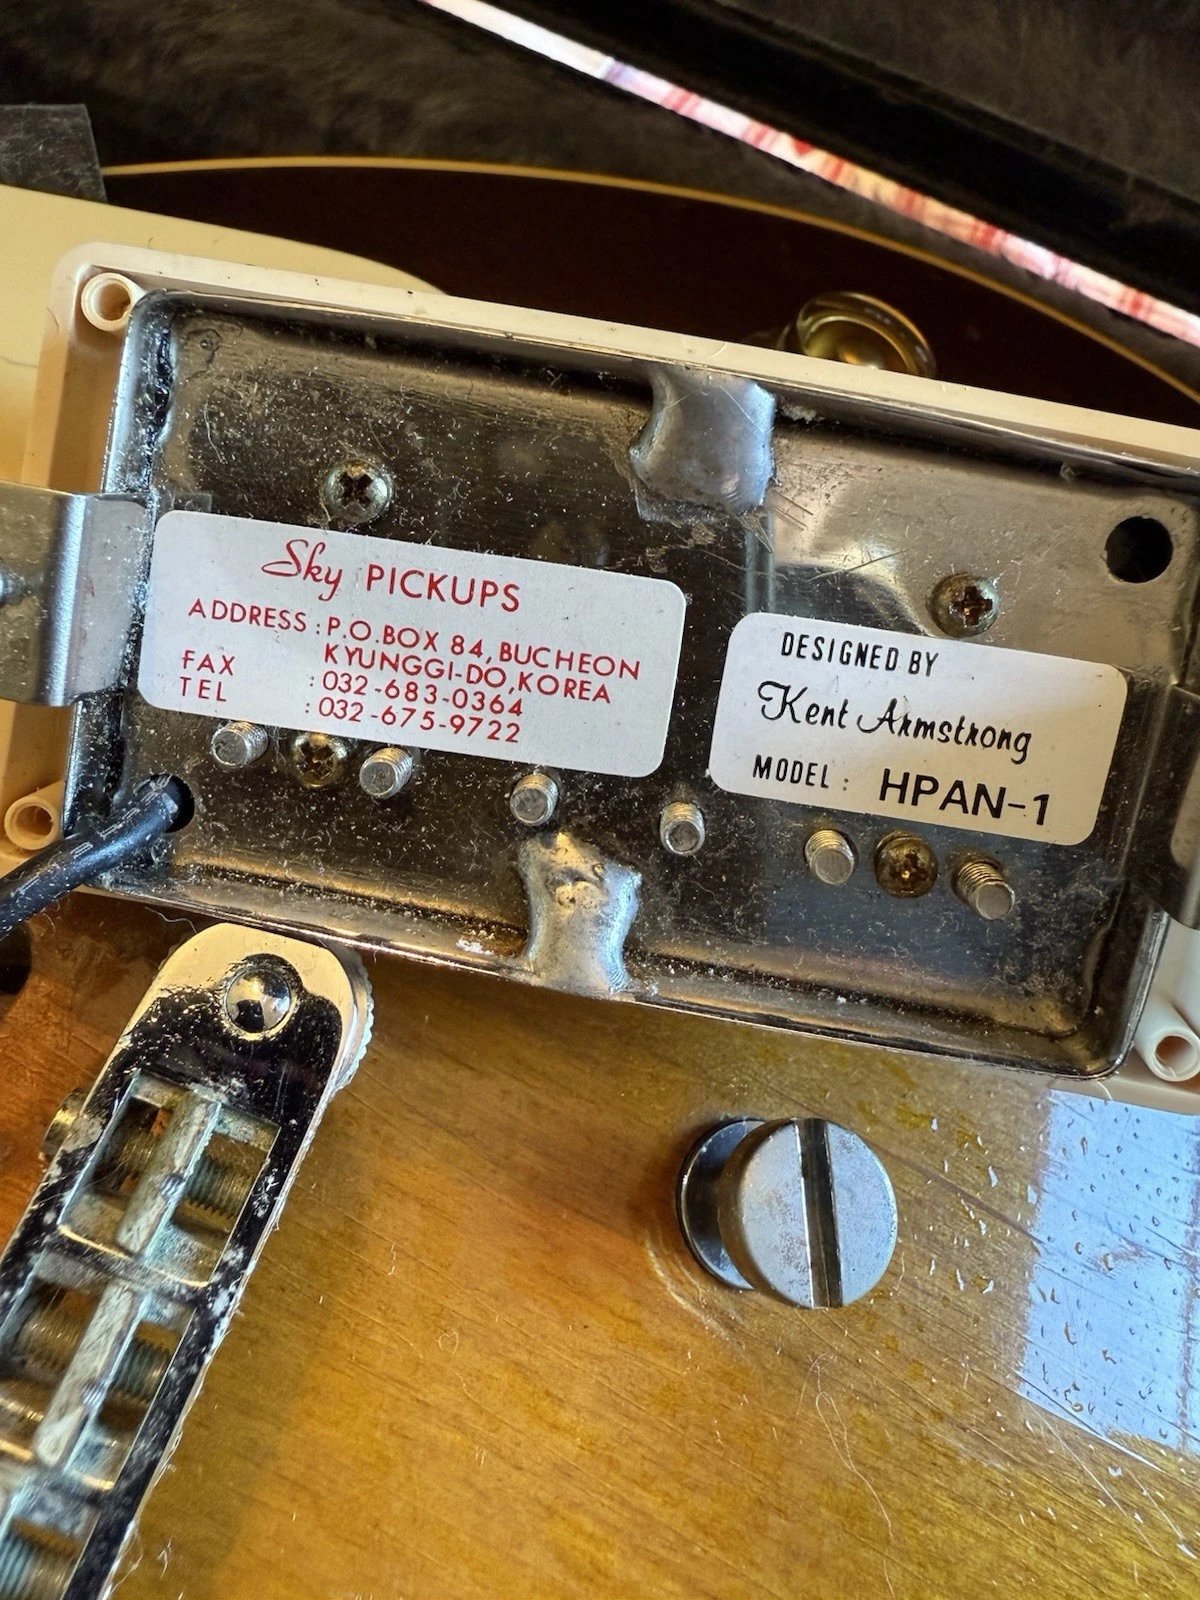 Sky PICKUPS
ADDRESS : P.O.BOX 84, BUCHEON
KYUNGGI-DO, KOREA
FAX : 032-683-0364
TEL : 032-675-9722
DESIGNED BY
Kent Armstrong
MODEL : HPAN-1